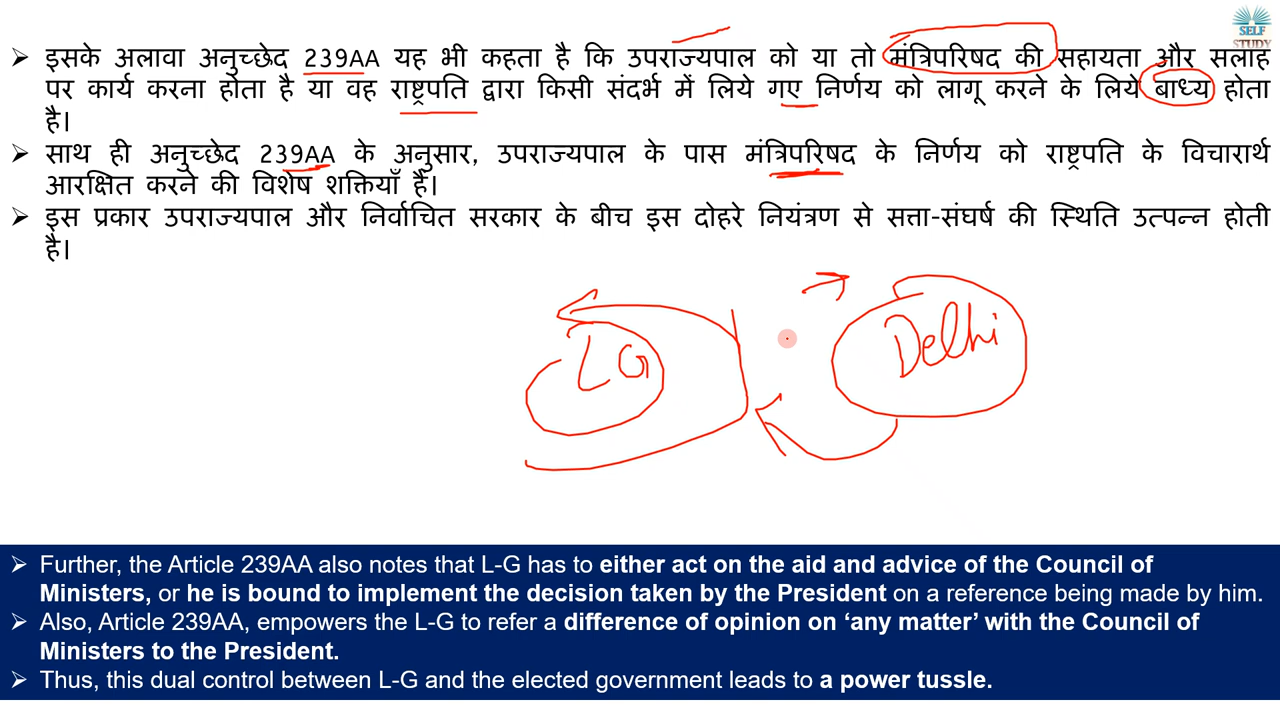 SELF
STUDY
➢ इसके अलावा अनुच्छेद 239AA यह भी कहता है कि उपराज्यपाल को या तो मंत्रिपरिषद की सहायता और सलाह
पर कार्य करना होता है या वह राष्ट्रपति द्वारा किसी संदर्भ में लिये गए निर्णय को लागू करने के लिये बाध्य होता
है।
➢ साथ ही अनुच्छेद 239AA के अनुसार, उपराज्यपाल के पास मंत्रिपरिषद के निर्णय को राष्ट्रपति के विचारार्थ
आरक्षित करने की विशेष शक्तियाँ हैं।
➢ इस प्रकार उपराज्यपाल और निर्वाचित सरकार के बीच इस दोहरे नियंत्रण से सत्ता-संघर्ष की स्थिति उत्पन्न होती
है।
LG
Delhi
➢ Further, the Article 239AA also notes that L-G has to either act on the aid and advice of the Council of
Ministers, or he is bound to implement the decision taken by the President on a reference being made by him.
➢ Also, Article 239AA, empowers the L-G to refer a difference of opinion on ‘any matter’ with the Council of
Ministers to the President.
➢ Thus, this dual control between L-G and the elected government leads to a power tussle.